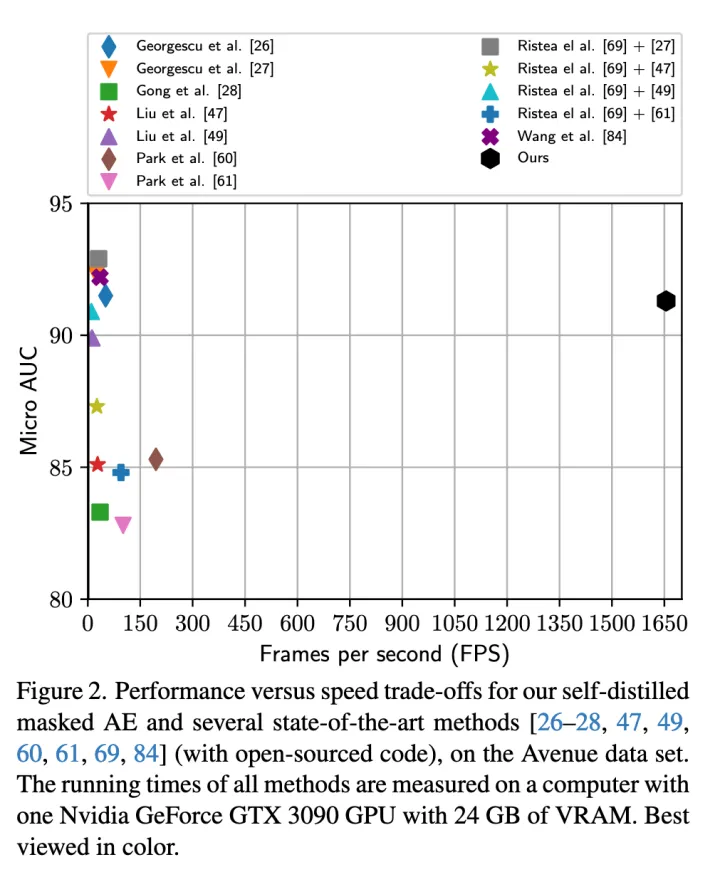 Georgescu et al. [26]
Georgescu et al. [27]
Gong et al. [28]
Liu et al. [47]
Liu et al. [49]
Park et al. [60]
Park et al. [61]
Ristea el al. [69] + [27]
Ristea el al. [69] + [47]
Ristea el al. [69] + [49]
Ristea el al. [69] + [61]
Wang et al. [84]
Ours
95
90
85
80
Micro AUC
0 150 300 450 600 750 900 1050 1200 1350 1500 1650
Frames per second (FPS)
Figure 2. Performance versus speed trade-offs for our self-distilled
masked AE and several state-of-the-art methods [26–28, 47, 49,
60, 61, 69, 84] (with open-sourced code), on the Avenue data set.
The running times of all methods are measured on a computer with
one Nvidia GeForce GTX 3090 GPU with 24 GB of VRAM. Best
viewed in color.